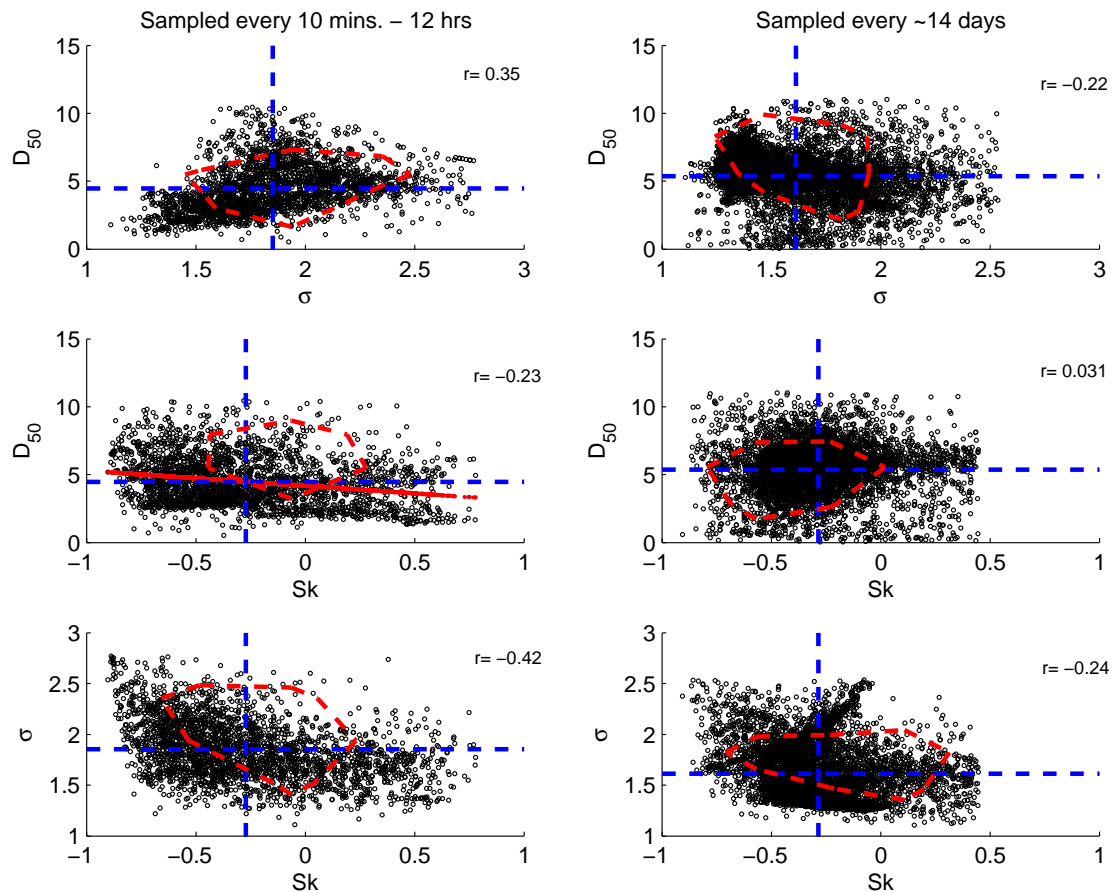 Sampled every 10 mins. − 12 hrs
15
10
5
0
D50
r= 0.35
1 1.5 2 2.5 3
σ
Sampled every ~14 days
15
10
5
0
D50
r= −0.22
1 1.5 2 2.5 3
σ
15
10
5
0
D50
r= −0.23
−1 −0.5 0 0.5 1
Sk
15
10
5
0
D50
r= 0.031
−1 −0.5 0 0.5 1
Sk
3
2.5
2
1.5
1
σ
r= −0.42
−1 −0.5 0 0.5 1
Sk
3
2.5
2
1.5
1
σ
r= −0.24
−1 −0.5 0 0.5 1
Sk